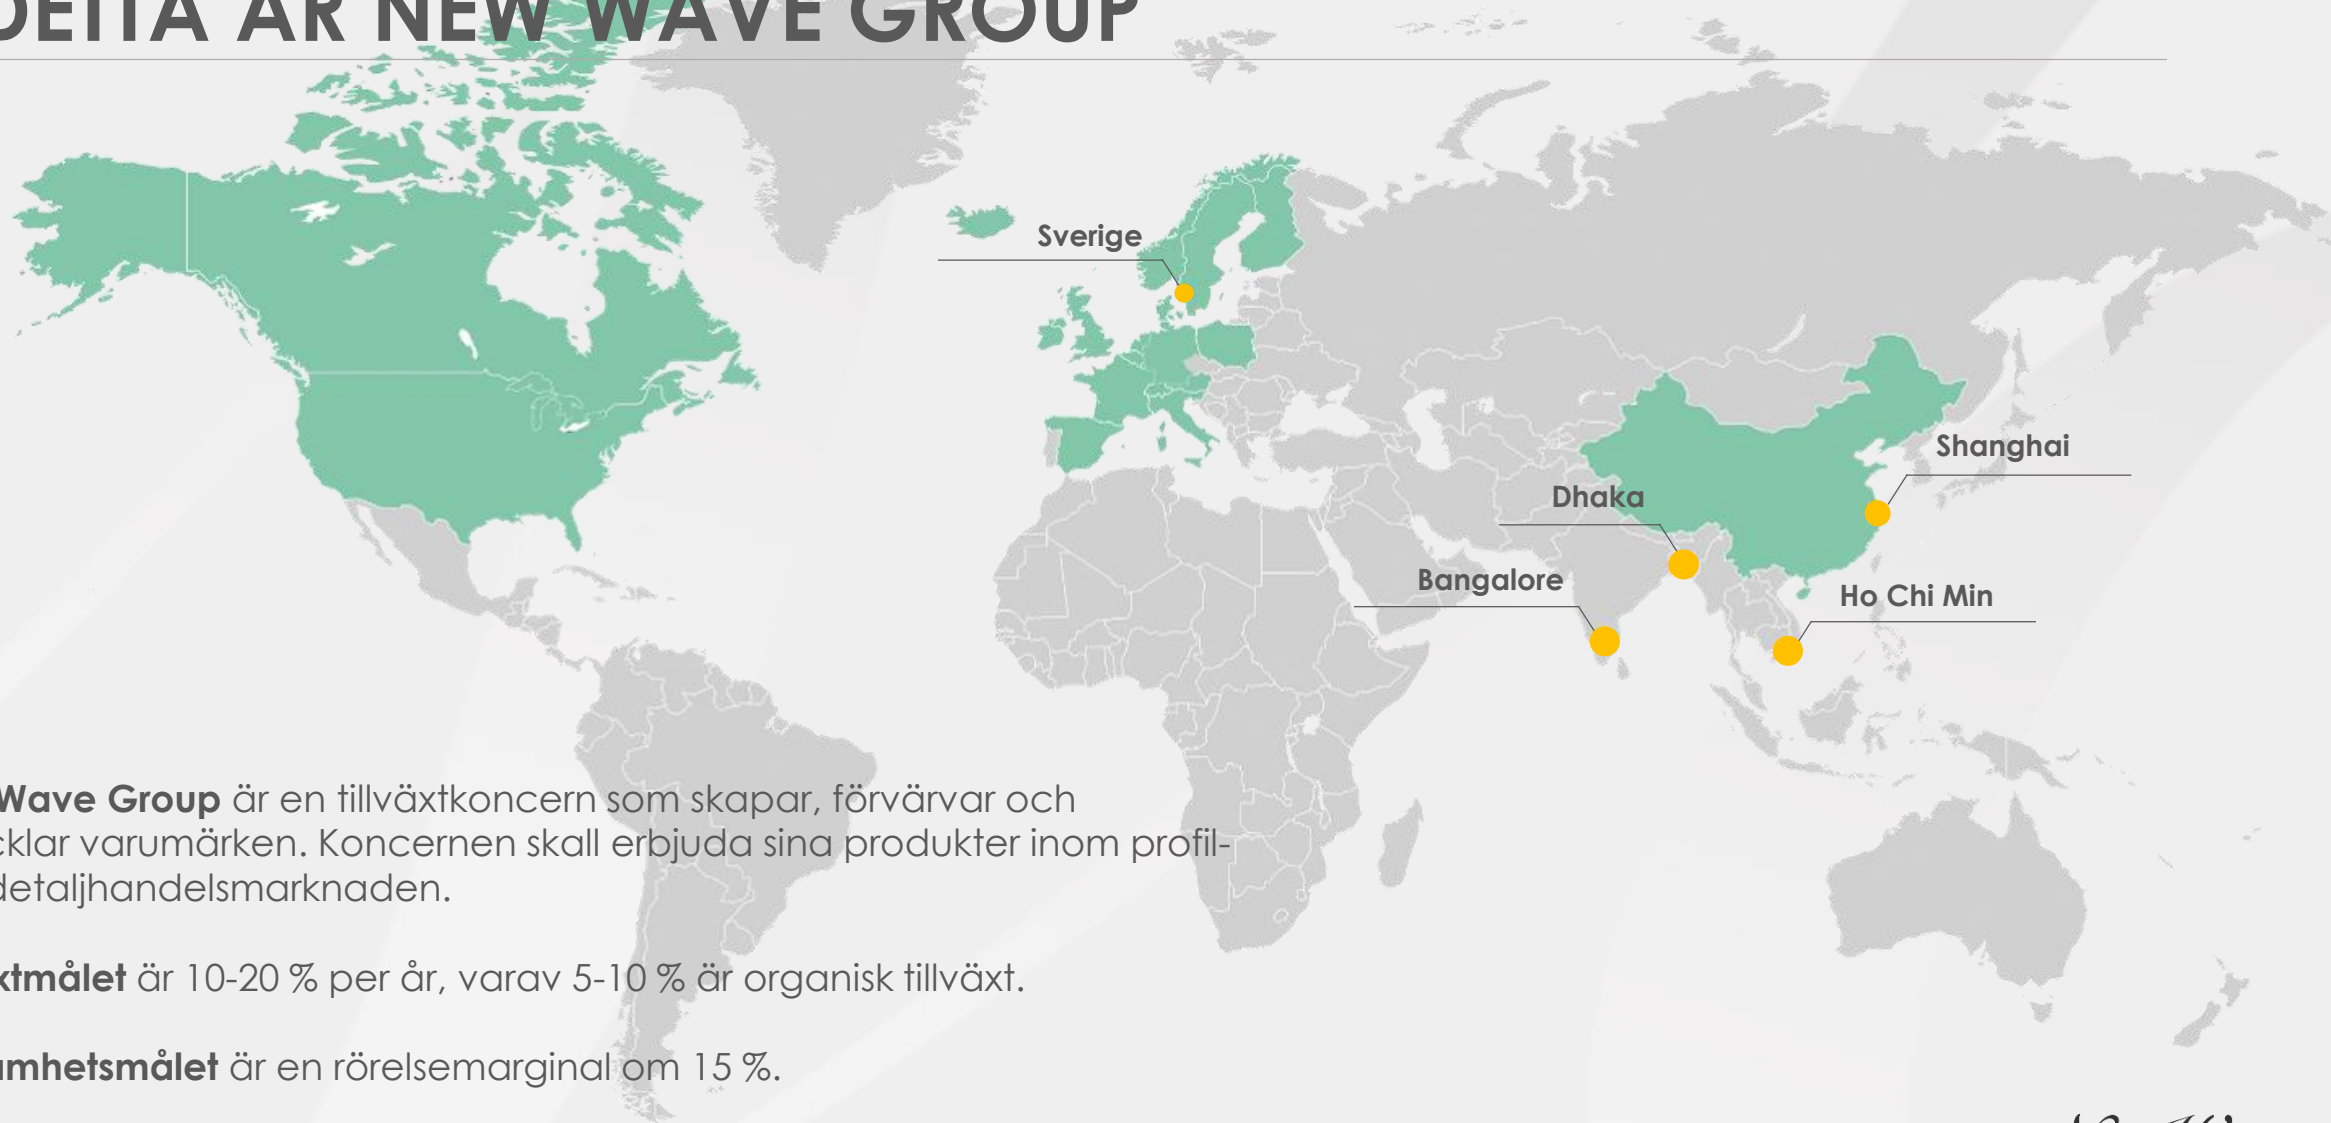 DETTA ÄR NEW WAVE GROUP
Sverige
Shanghai
Dhaka
Bangalore
Ho Chi Min
Wave Group är en tillväxtkoncern som skapar, förvärvar och
cklar varumärken. Koncernen skall erbjuda sina produkter inom profil-
detaljhandelsmarknaden.
xtmålet är 10-20 % per år, varav 5-10 % är organisk tillväxt.
amhetsmålet är en rörelsemarginal om 15 %.